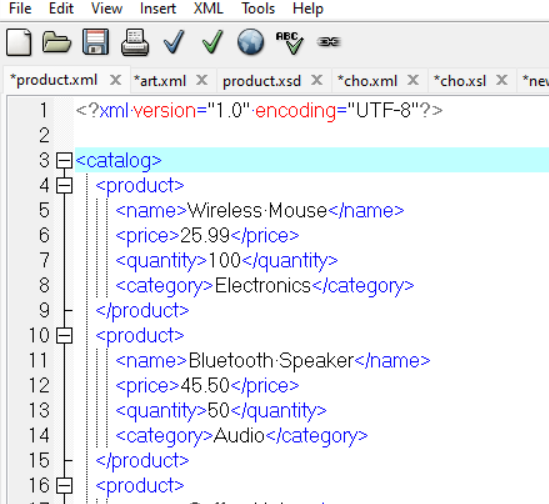 File Edit View Insert XML Tools Help
ABC
*product.xml X *art.xml X product.xsd X *cho.xml X *cho.xsl X *new
1 <?xml·version="1.0"·encoding="UTF-8"?>
2
3 <catalog>
4 <product>
5 <name>Wireless·Mouse</name>
6 <price>25.99</price>
7 <quantity>100</quantity>
8 <category>Electronics</category>
9 </product>
10 <product>
11 <name>Bluetooth·Speaker</name>
12 <price>45.50</price>
13 <quantity>50</quantity>
14 <category>Audio</category>
15 </product>
16 <product>